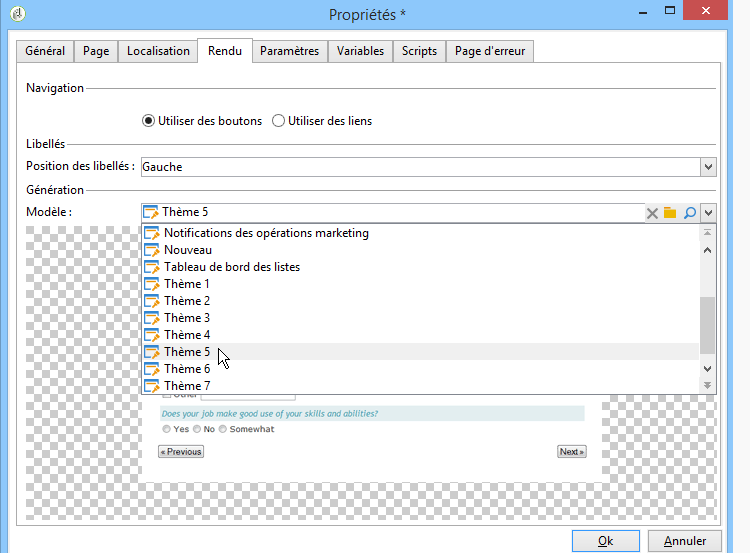 Propriétés *
Général Page Localisation Rendu Paramètres Variables Scripts Page d'erreur
Navigation
Utiliser des boutons Utiliser des liens
Libellés
Position des libellés : Gauche
Génération
Modèle : Thème 5
Notifications des opérations marketing
Nouveau
Tableau de bord des listes
Thème 1
Thème 2
Thème 3
Thème 4
Thème 5
Thème 6
Thème 7
Does your job make good use of your skills and abilities?
Yes No Somewhat
« Previous Next »
Ok Annuler